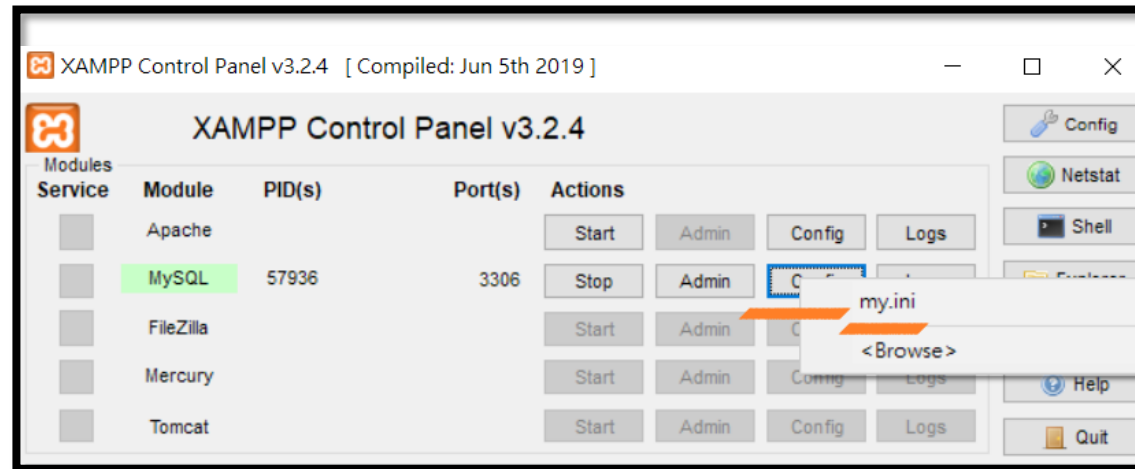 XAMPP Control Panel v3.2.4 [ Compiled: Jun 5th 2019 ]
XAMPP Control Panel v3.2.4
Config
Modules
Netstat
Service Module PID(s) Port(s) Actions
Apache Start Admin Config Logs
Shell
MySQL 57936 3306 Stop Admin
my.ini
FileZilla Start Admin
<Browse>
Mercury Start Admin Config Logs
Help
Tomcat Start Admin Config Logs
Quit